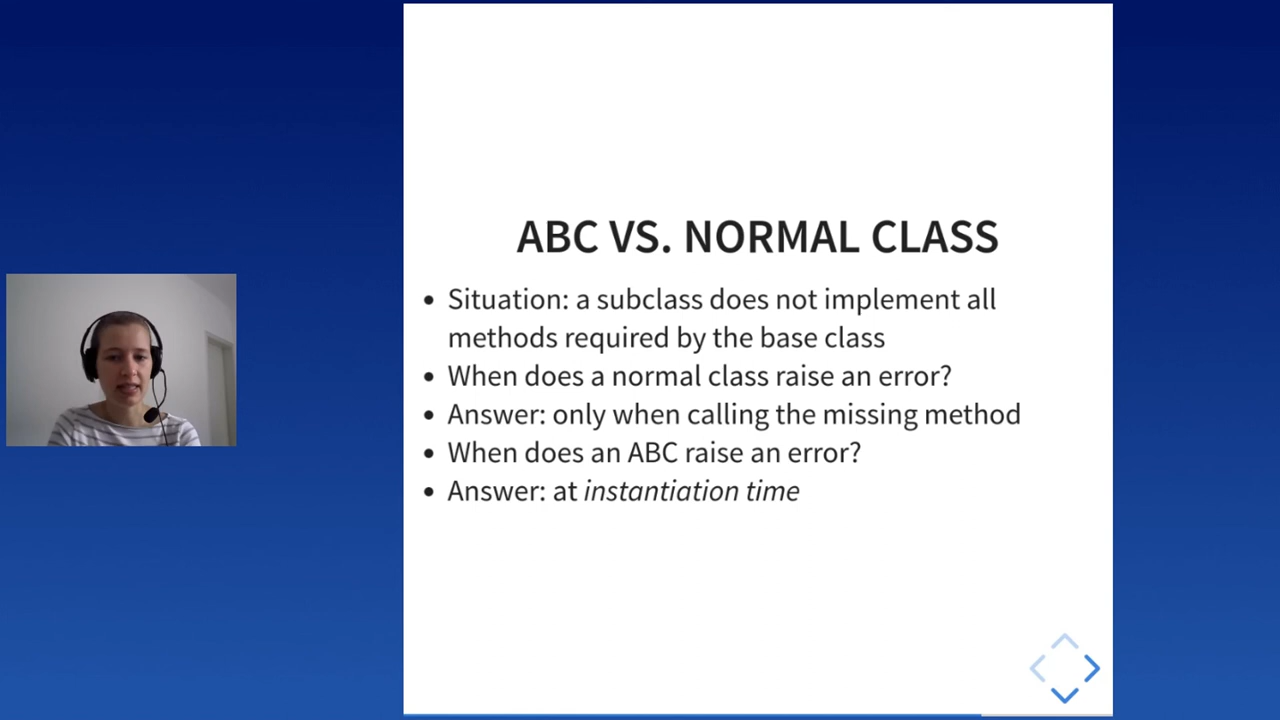 ABC VS. NORMAL CLASS
• Situation: a subclass does not implement all
methods required by the base class
• When does a normal class raise an error?
• Answer: only when calling the missing method
• When does an ABC raise an error?
• Answer: at instantiation time